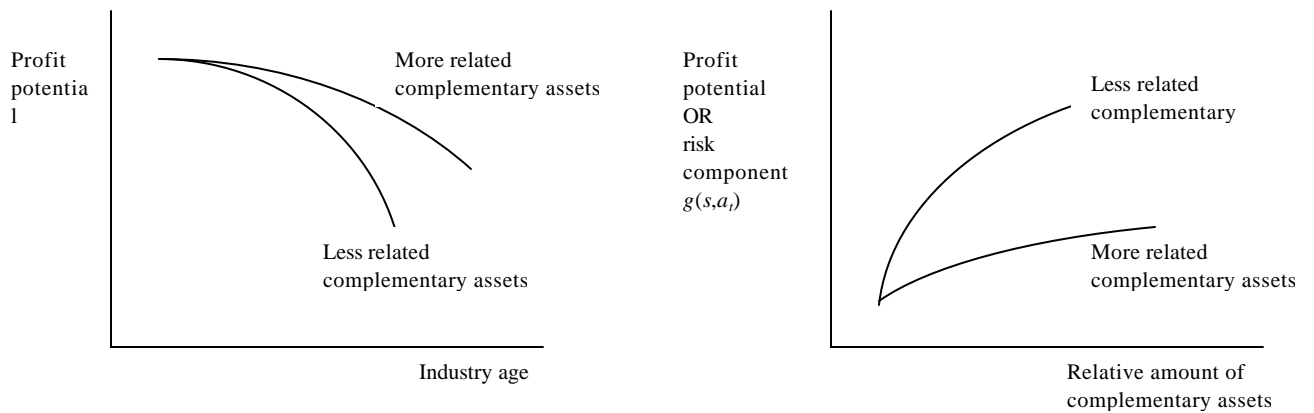 Profit
potentia
l
More related
complementary assets
Less related
complementary assets
Industry age
Profit
potential
OR
risk
component
g(s,aₜ)
Less related
complementary
More related
complementary assets
Relative amount of
complementary assets